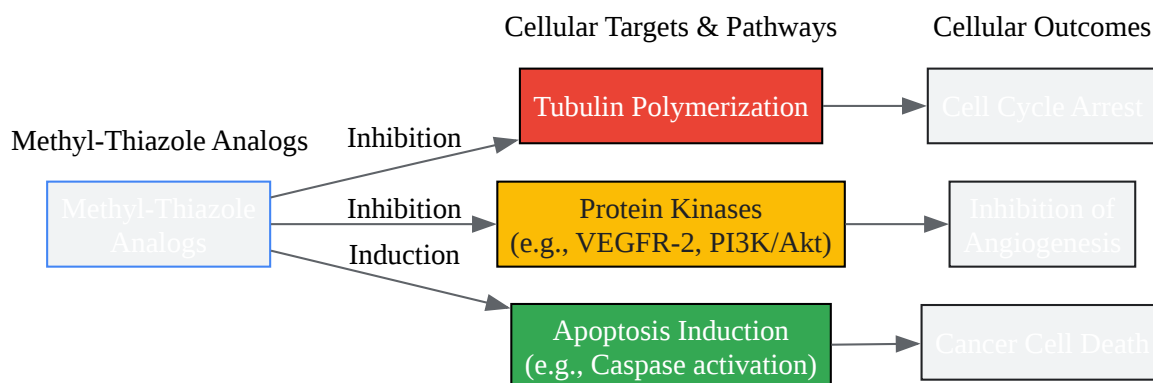 Cellular Targets & Pathways
Cellular Outcomes
Tubulin Polymerization
Cell Cycle Arrest
Methyl-Thiazole Analogs
Inhibition
Methyl-Thiazole
Analogs
Inhibition
Protein Kinases
(e.g., VEGFR-2, PI3K/Akt)
Inhibition of
Angiogenesis
Induction
Apoptosis Induction
(e.g., Caspase activation)
Cancer Cell Death